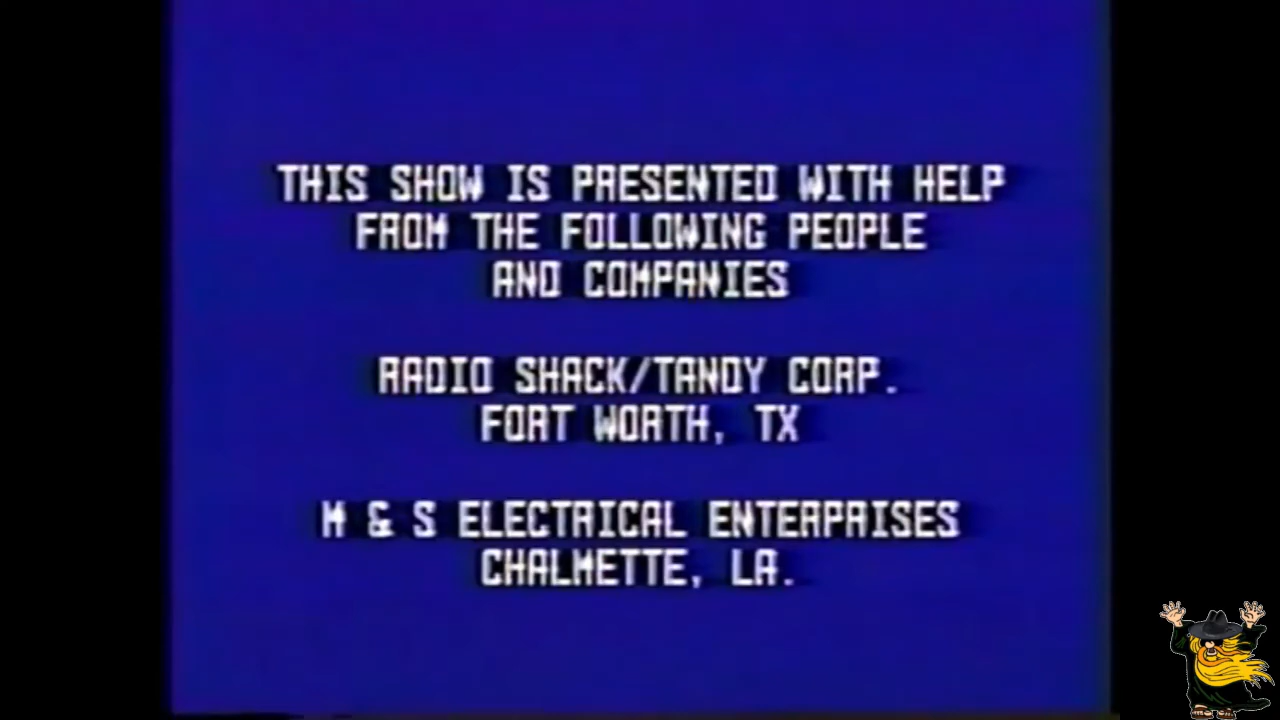 THIS SHOW IS PRESENTED WITH HELP
FROM THE FOLLOWING PEOPLE
AND COMPANIES
RADIO SHACK/TANDY CORP.
FORT WORTH, TX
M & S ELECTRICAL ENTERPRISES
CHALMETTE, LA.